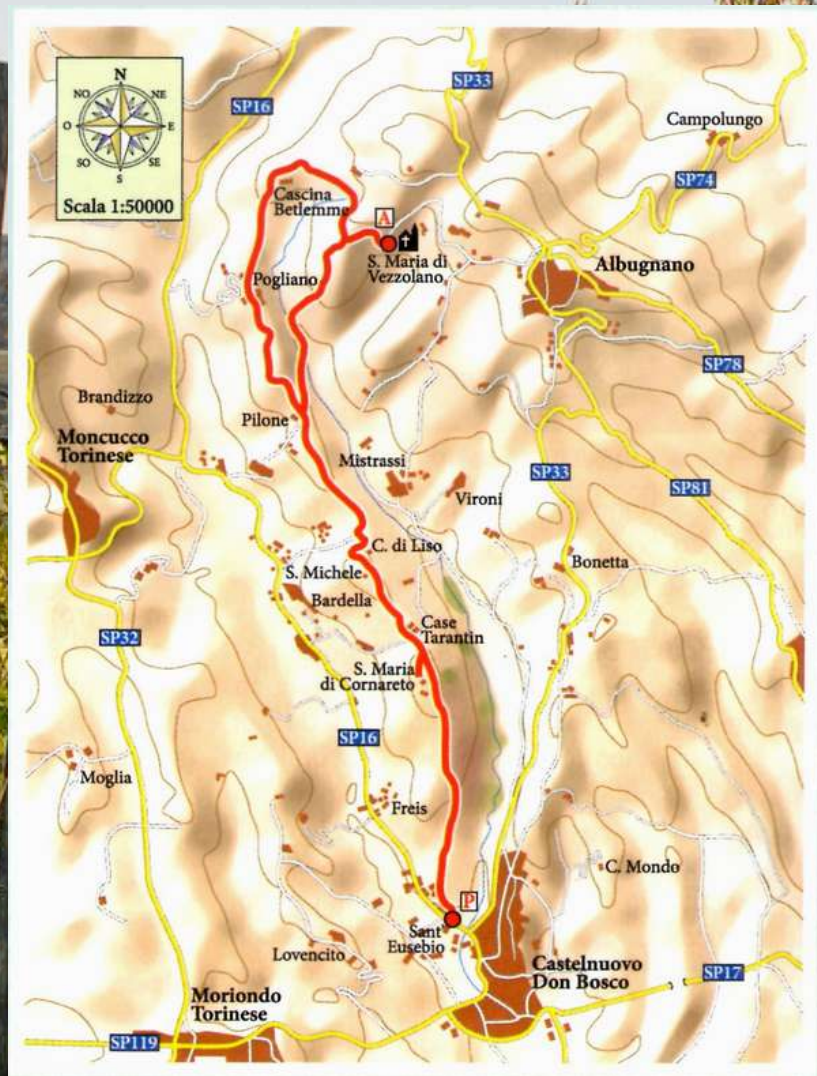 N
NO
NE
O
E
SO
SE
S
Scala 1:50000
SP16
SP33
Campolungo
SP74
Cascina
Betlemme
A
S. Maria di
Vezzolano
Albugnano
Pogliano
SP78
Brandizzo
Pilone
Moncucco
Torinese
Mistrassi
Vironi
SP33
SP81
C. di Liso
S. Michele
Bonetta
Bardella
Case
Tarantin
SP32
S. Maria
di Cornareto
SP16
Moglia
Freis
C. Mondo
P
Sant
Eusebio
Lovencito
Castelnuovo
Don Bosco
SP17
Moriondo
Torinese
SP119